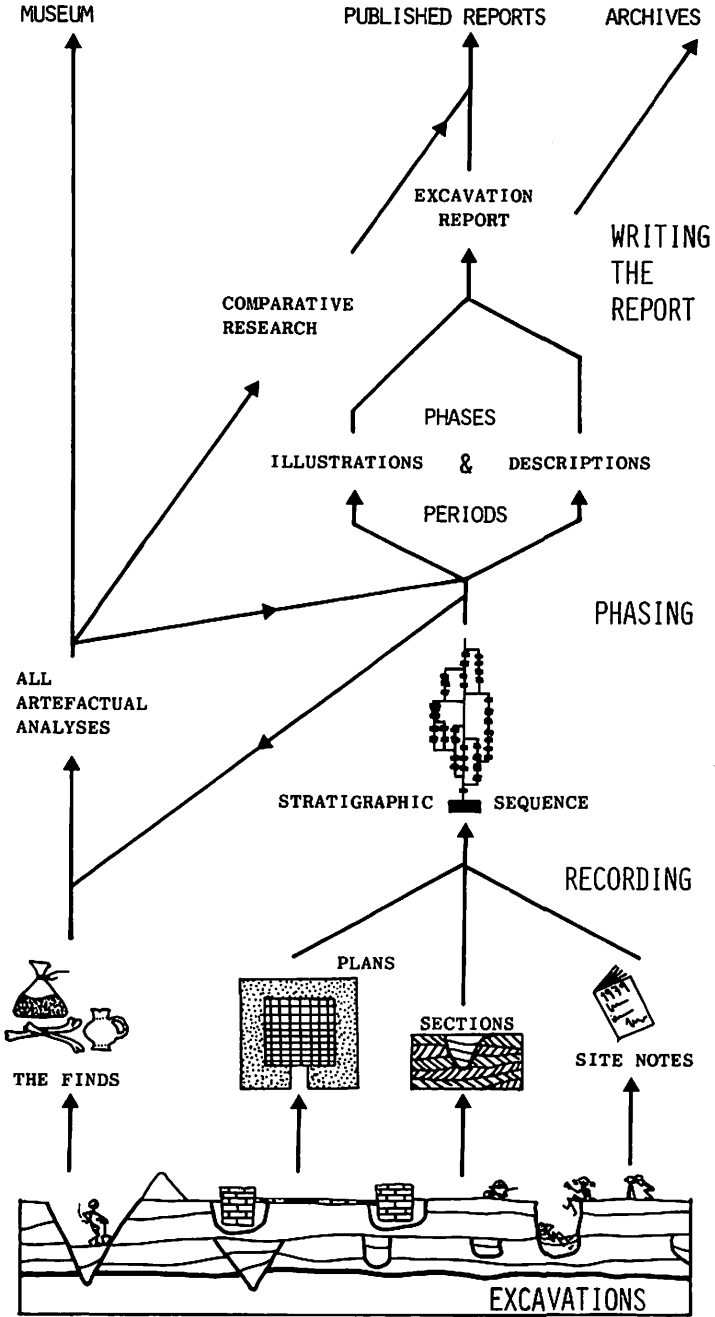 MUSEUM
PUBLISHED REPORTS
ARCHIVES
EXCAVATION
REPORT
WRITING
THE
REPORT
COMPARATIVE
RESEARCH
PHASES
ILLUSTRATIONS & DESCRIPTIONS
PERIODS
PHASING
ALL
ARTEFACTUAL
ANALYSES
STRATIGRAPHIC SEQUENCE
RECORDING
PLANS
1939
SECTIONS
SITE NOTES
THE FINDS
EXCAVATIONS